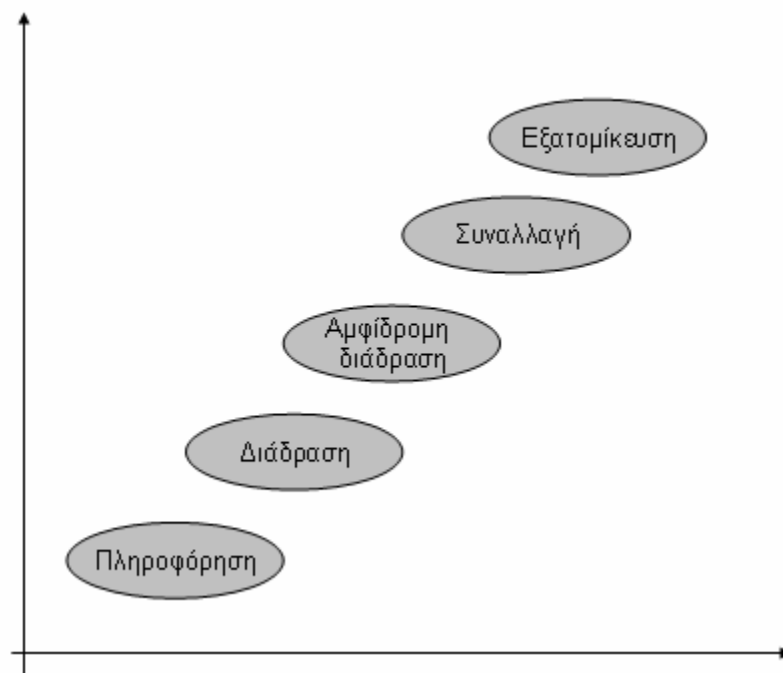 Εξατομίκευση
Συναλλαγή
Αμφίδρομη
διάδραση
Διάδραση
Πληροφόρηση